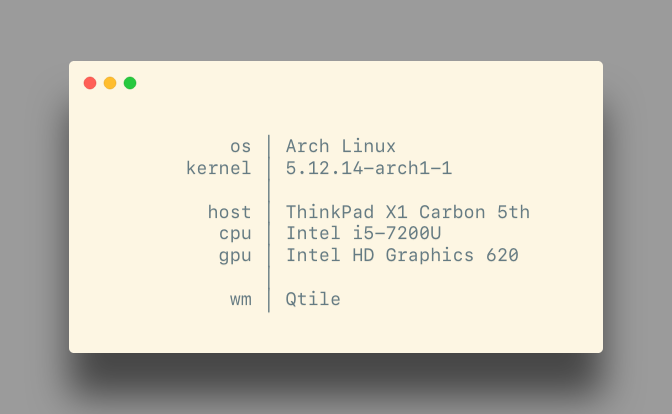 os │ Arch Linux
kernel │ 5.12.14-arch1-1
│
host │ ThinkPad X1 Carbon 5th
cpu │ Intel i5-7200U
gpu │ Intel HD Graphics 620
│
wm │ Qtile